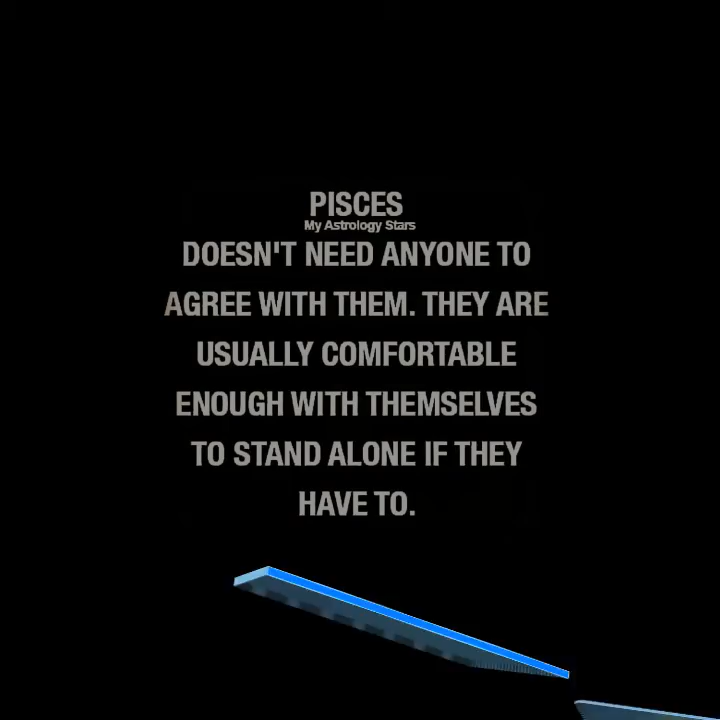 PISCES
My Astrology Stars
DOESN'T NEED ANYONE TO
AGREE WITH THEM. THEY ARE
USUALLY COMFORTABLE
ENOUGH WITH THEMSELVES
TO STAND ALONE IF THEY
HAVE TO.